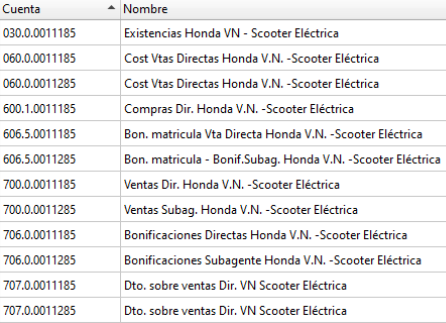 Cuenta Nombre
030.0.0011185 Existencias Honda VN - Scooter Eléctrica
060.0.0011185 Cost Vtas Directas Honda V.N. -Scooter Eléctrica
060.0.0011285 Cost Vtas Directas Honda V.N. -Scooter Eléctrica
600.1.0011185 Compras Dir. Honda V.N. -Scooter Eléctrica
606.5.0011185 Bon. matricula Vta Directa Honda V.N. -Scooter Eléctrica
606.5.0011285 Bon. matricula - Bonif.Subag. Honda V.N. -Scooter Eléctrica
700.0.0011185 Ventas Dir. Honda V.N. -Scooter Eléctrica
700.0.0011285 Ventas Subag. Honda V.N. -Scooter Eléctrica
706.0.0011185 Bonificaciones Directas Honda V.N. -Scooter Eléctrica
706.0.0011285 Bonificaciones Subagente Honda V.N. -Scooter Eléctrica
707.0.0011185 Dto. sobre ventas Dir. VN Scooter Eléctrica
707.0.0011285 Dto. sobre ventas Dir. VN Scooter Eléctrica